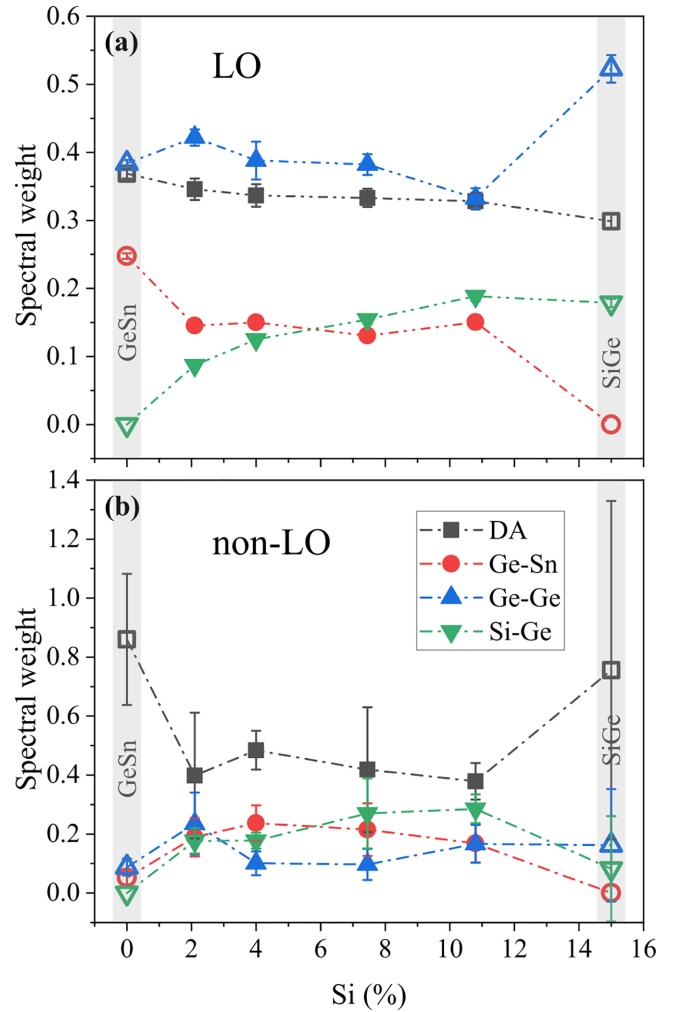 0.6
(a)
LO
0.5
0.4
0.3
0.2
0.1
0.0
Spectral weight
GeSn
SiGe
1.4
(b)
non-LO
1.2
1.0
0.8
0.6
0.4
0.2
0.0
Spectral weight
DA
Ge-Sn
Ge-Ge
Si-Ge
GeSn
SiGe
0 2 4 6 8 10 12 14 16
Si (%)